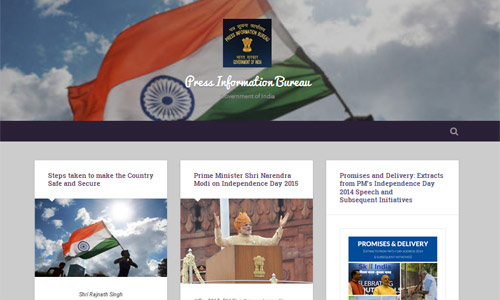 पत्र सूचना कार्यालय
PRESS INFORMATION BUREAU
भारत सरकार
GOVERNMENT OF INDIA
Press Information Bureau
Government of India
Steps taken to make the Country
Safe and Secure
Shri Rajnath Singh
Prime Minister Shri Narendra
Modi on Independence Day 2015
Promises and Delivery: Extracts
from PM's Independence Day
2014 Speech and
Subsequent Initiatives
PROMISES & DELIVERY
Skill India